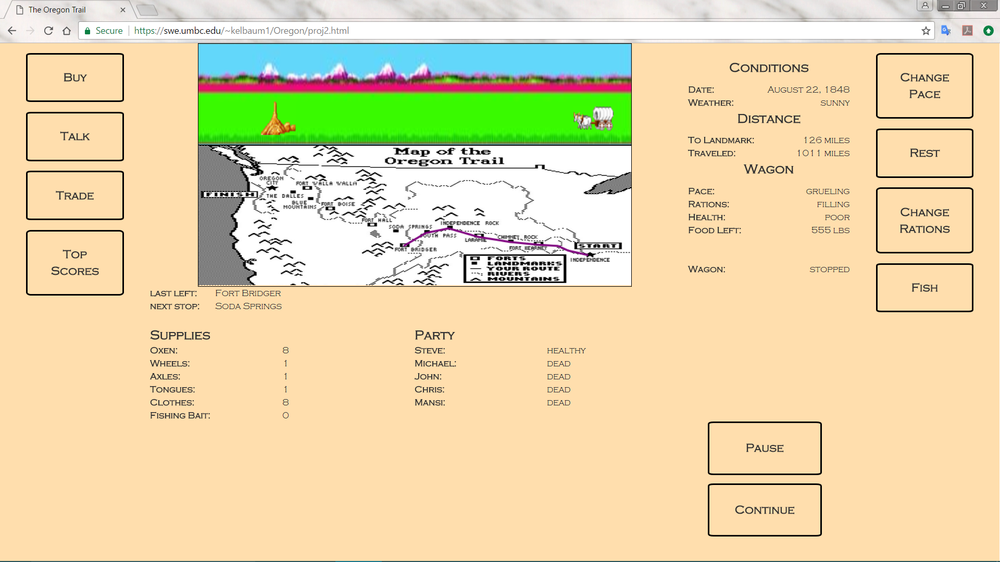 The Oregon Trail
Secure
https://swe.umbc.edu/~kelbaum1/Oregon/proj2.html
Buy
Talk
Trade
Top
Scores
Map of the
Oregon Trail
OREGON
CITY
FORT WALLA WALLA
FINISH
THE DALLES
BLUE
MOUNTAINS
FORT BOISE
FORT HALL
SODA SPRINGS
INDEPENDENCE ROCK
SOUTH PASS
LARAMIE
CHIMNEY ROCK
FORT KEARNEY
FORT BRIDGER
START
INDEPENDENCE
FORTS
LANDMARKS
YOUR ROUTE
RIVERS
MOUNTAINS
last left: Fort Bridger
next stop: Soda Springs
Supplies
Oxen: 8
Wheels: 1
Axles: 1
Tongues: 1
Clothes: 8
Fishing Bait: 0
Party
Steve: healthy
Michael: dead
John: dead
Chris: dead
Mansi: dead
Conditions
Date: August 22, 1848
Weather: sunny
Distance
To Landmark: 126 miles
Traveled: 1011 miles
Wagon
Pace: grueling
Rations: filling
Health: poor
Food Left: 555 lbs
Wagon: stopped
Change
Pace
Rest
Change
Rations
Fish
Pause
Continue